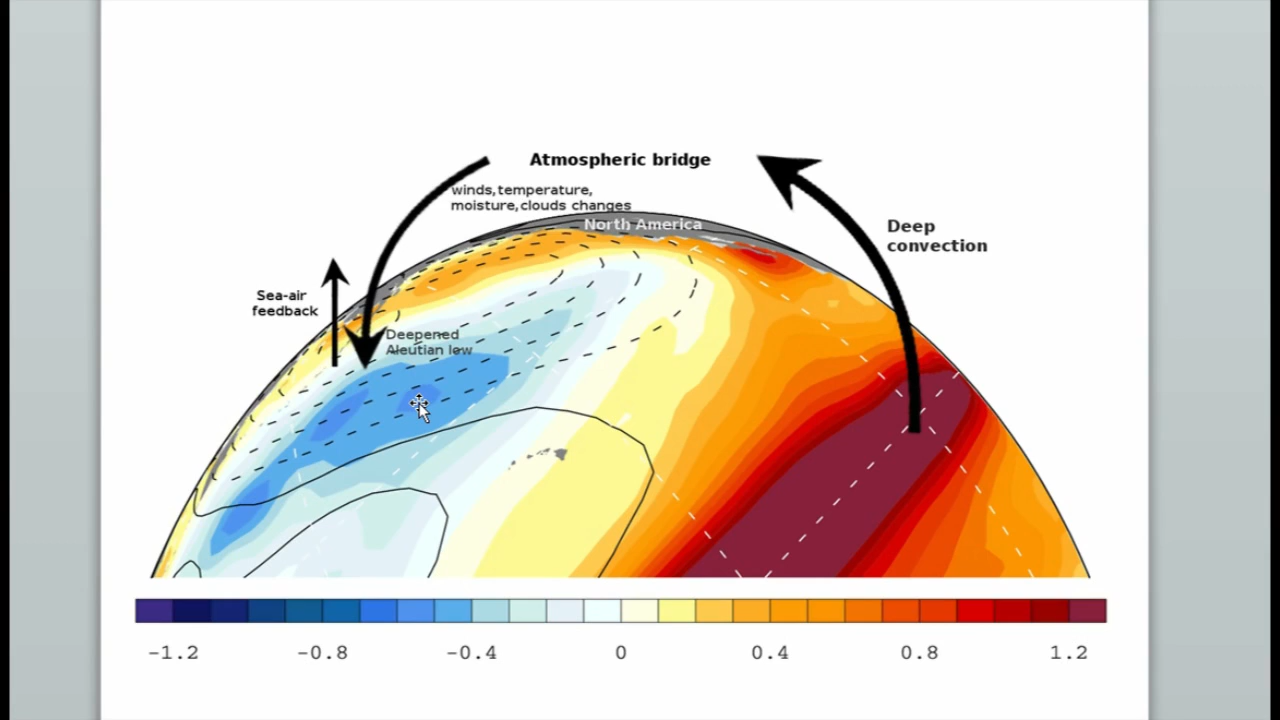 Atmospheric bridge
winds, temperature,
moisture, clouds changes
North America
Deep
convection
Sea-air
feedback
Deepened
Aleutian low
-1.2 -0.8 -0.4 0 0.4 0.8 1.2